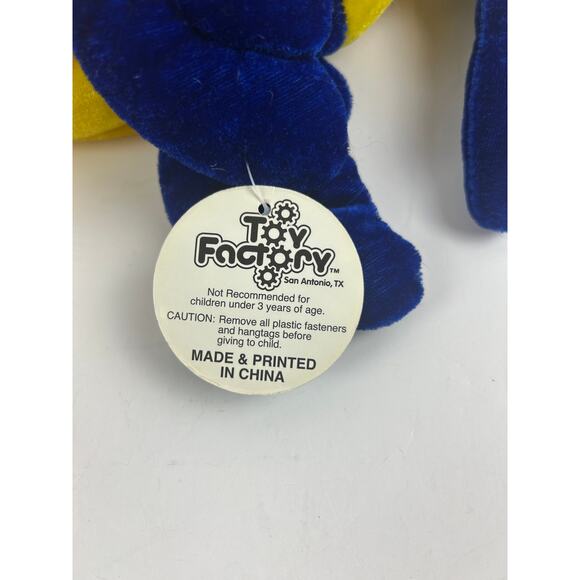 Toy
Factory™
San Antonio, TX
Not Recommended for
children under 3 years of age.
CAUTION: Remove all plastic fasteners
and hangtags before
giving to child.
MADE & PRINTED
IN CHINA